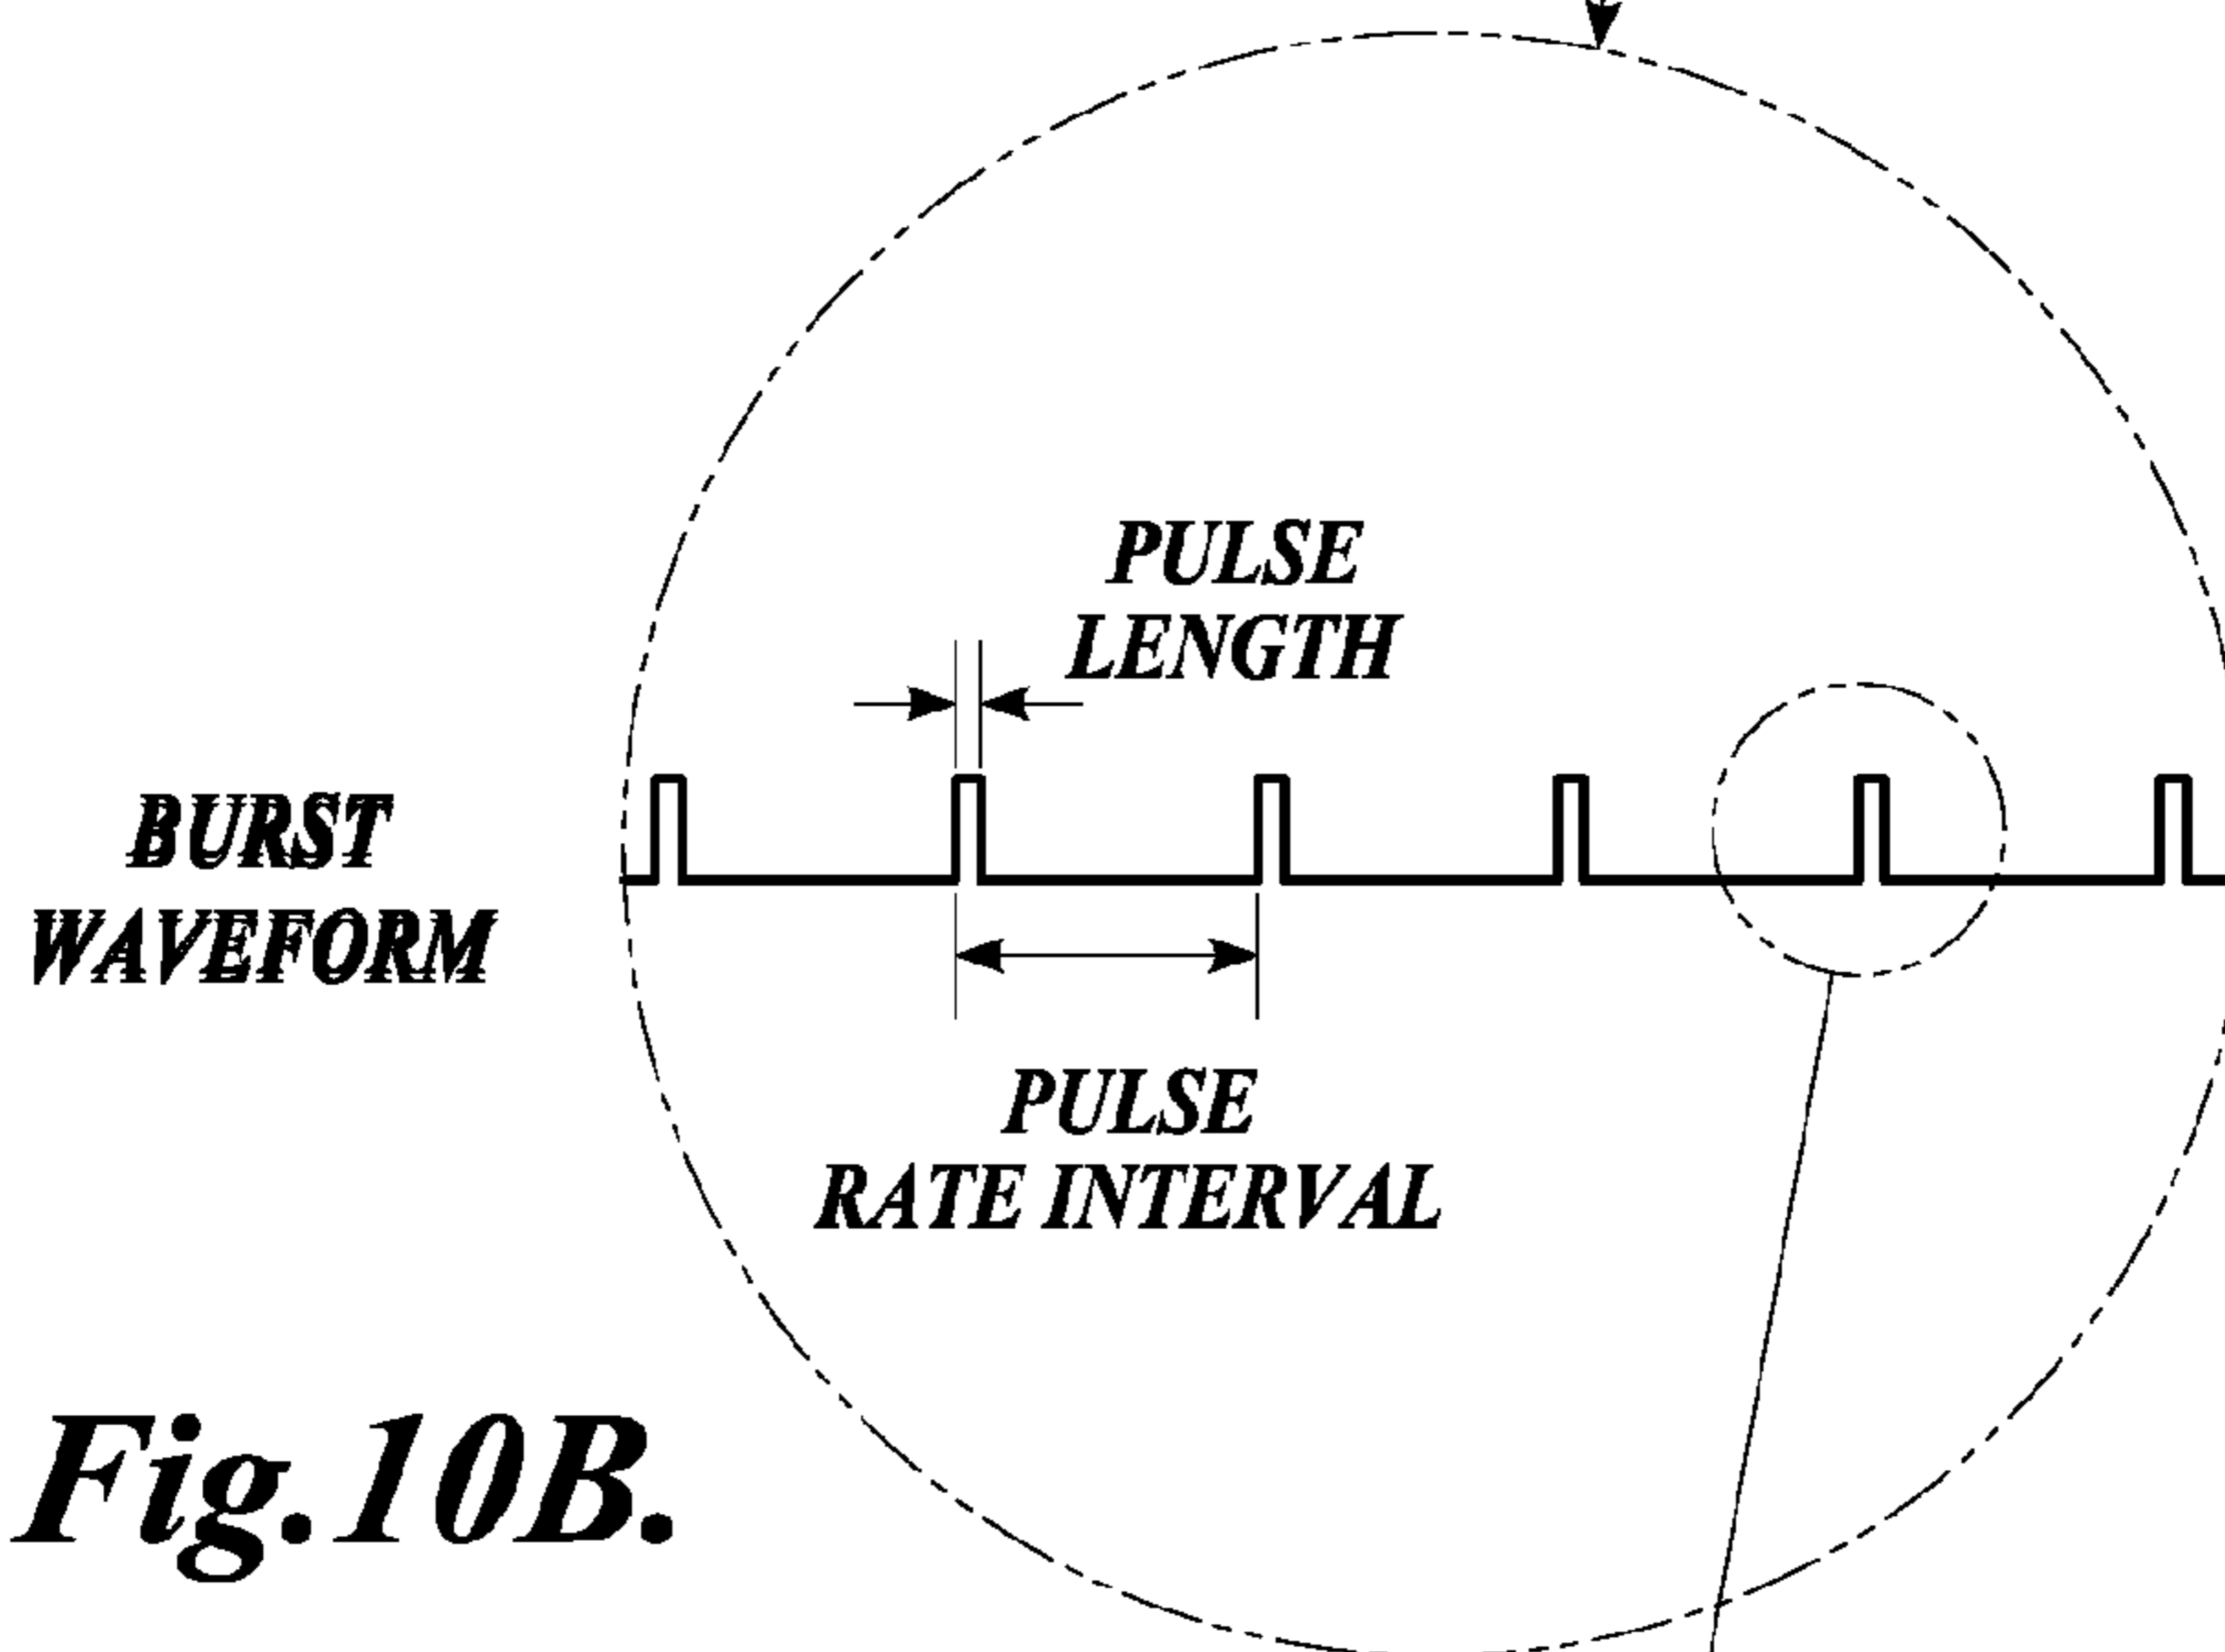 PULSE
LENGTH
BURST
WAVEFORM
PULSE
RATE INTERVAL
Fig.10B.